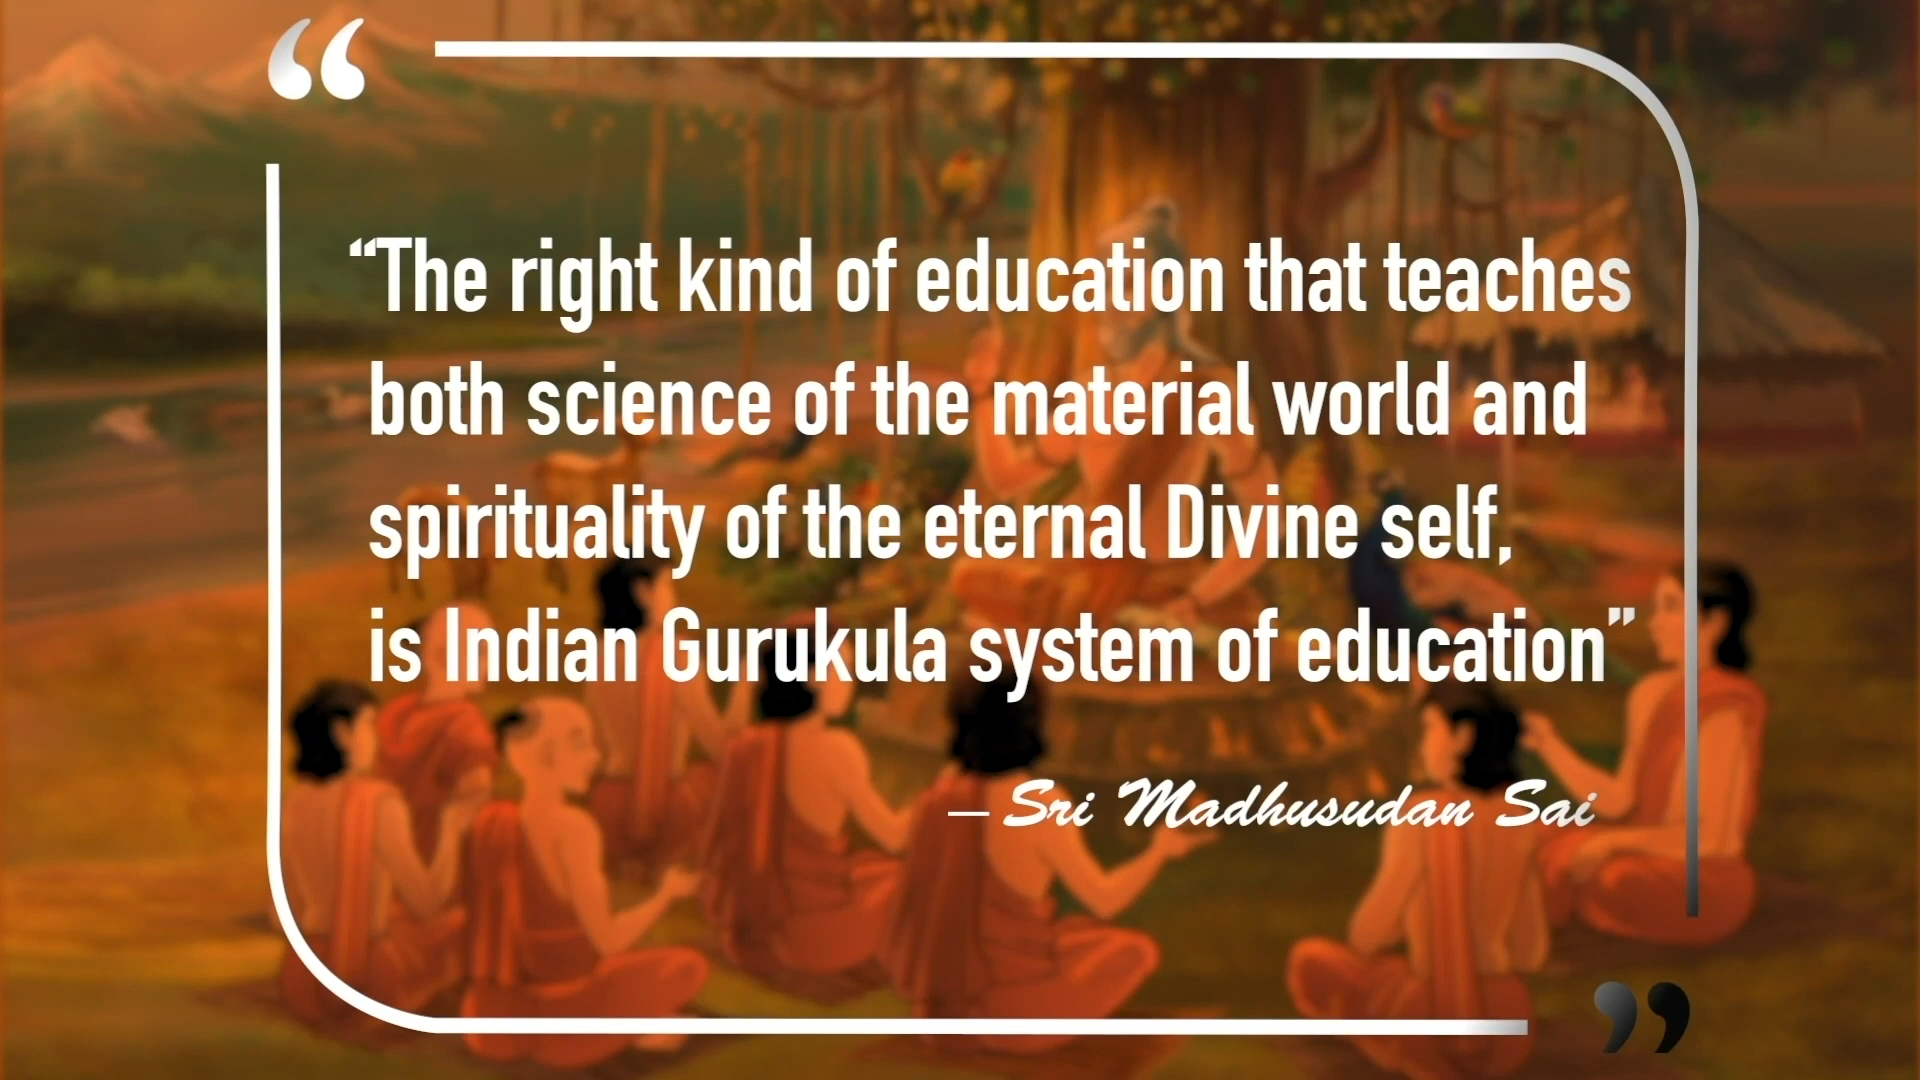 “The right kind of education that teaches
both science of the material world and
spirituality of the eternal Divine self,
is Indian Gurukula system of education”
— Sri Madhusudan Sai